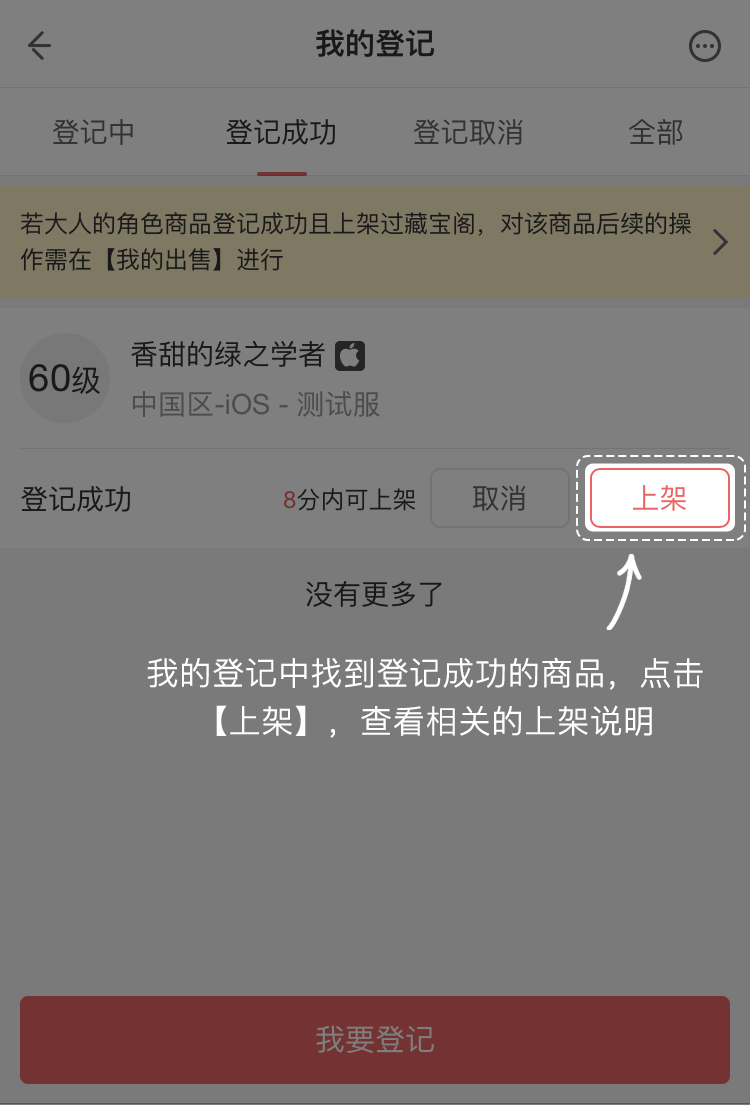 我的登记
登记中 登记成功 登记取消 全部
若大人的角色商品登记成功且上架过藏宝阁，对该商品后续的操
作需在【我的出售】进行
60级
香甜的绿之学者
中国区-iOS - 测试服
登记成功 8分内可上架 取消 上架
没有更多了
我的登记中找到登记成功的商品，点击
【上架】，查看相关的上架说明
我要登记